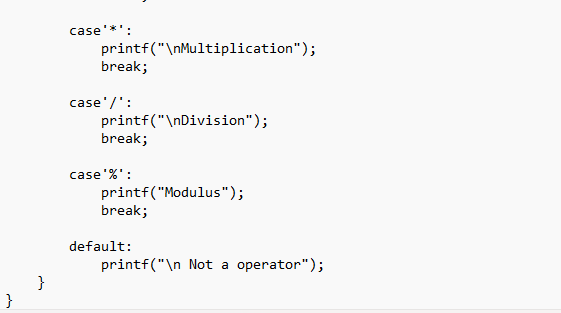 case'*':
printf("\nMultiplication");
break;
case'/':
printf("\nDivision");
break;
case'%':
printf("Modulus");
break;
default:
printf("\n Not a operator");
}
}